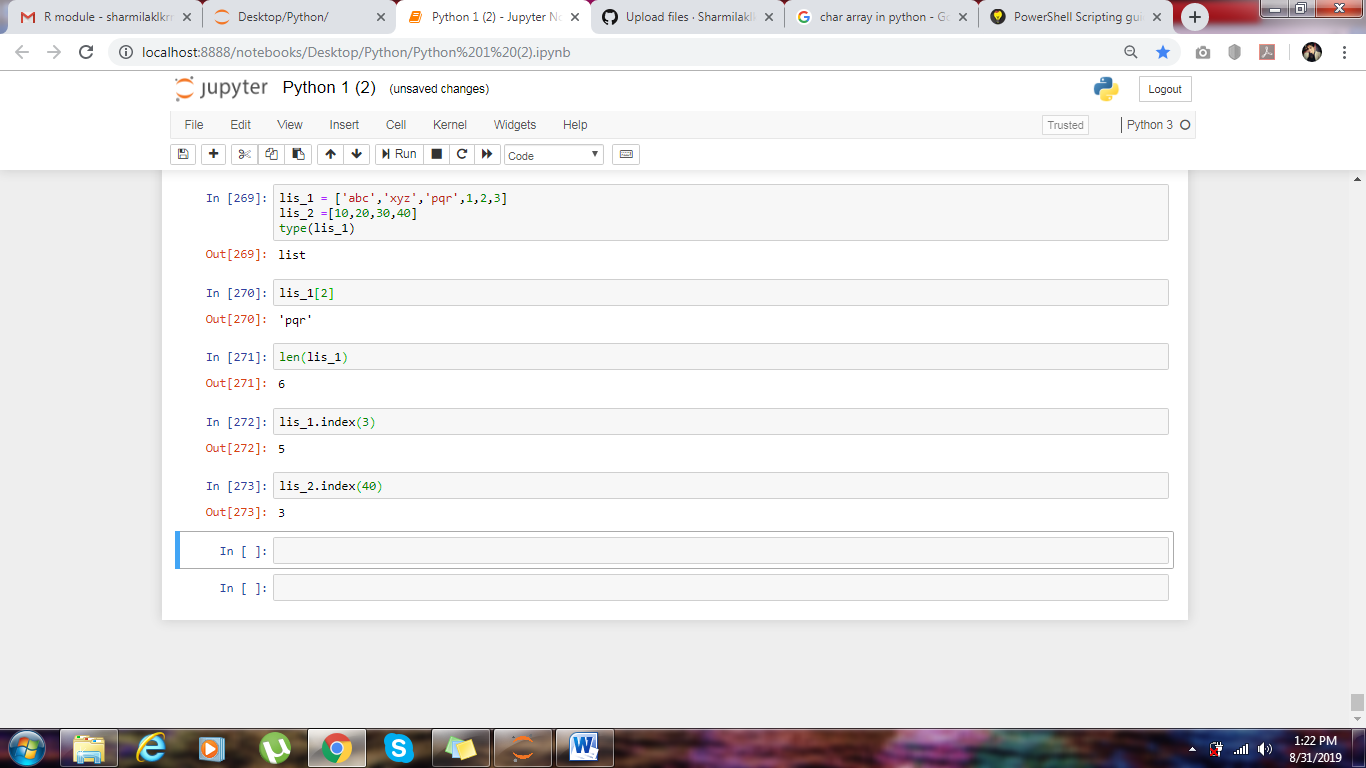 R module - sharmilaklkrm
Desktop/Python/
Python 1 (2) - Jupyter No
Upload files · Sharmilaklk
char array in python - Go
PowerShell Scripting gui
localhost:8888/notebooks/Desktop/Python/Python%201%20(2).ipynb
jupyter Python 1 (2) (unsaved changes)
Logout
File Edit View Insert Cell Kernel Widgets Help
Trusted Python 3
Run Code
In [269]: lis_1 = ['abc','xyz','pqr',1,2,3]
lis_2 =[10,20,30,40]
type(lis_1)
Out[269]: list
In [270]: lis_1[2]
Out[270]: 'pqr'
In [271]: len(lis_1)
Out[271]: 6
In [272]: lis_1.index(3)
Out[272]: 5
In [273]: lis_2.index(40)
Out[273]: 3
In [ ]:
In [ ]:
1:22 PM
8/31/2019